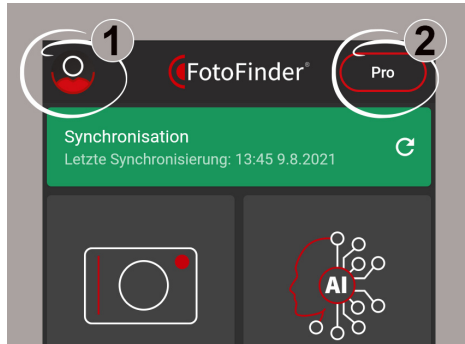 1
2
FotoFinder®
Pro
Synchronisation
Letzte Synchronisierung: 13:45 9.8.2021
AI